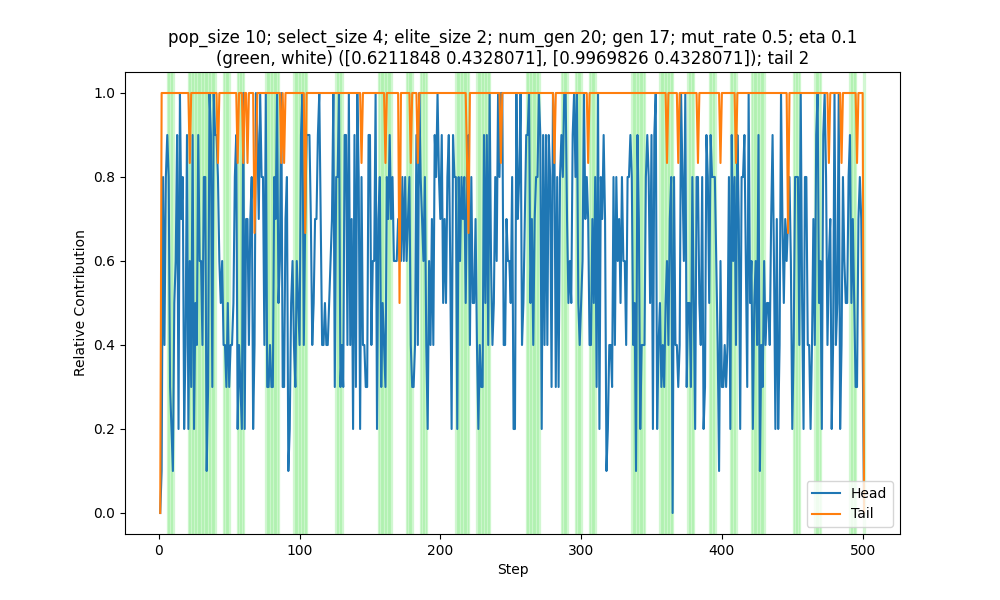 pop_size 10; select_size 4; elite_size 2; num_gen 20; gen 17; mut_rate 0.5; eta 0.1
(green, white) ([0.6211848 0.4328071], [0.9969826 0.4328071]); tail 2
1.0
0.8
0.6
0.4
0.2
0.0
Relative Contribution
Head
Tail
0
100
200
300
400
500
Step